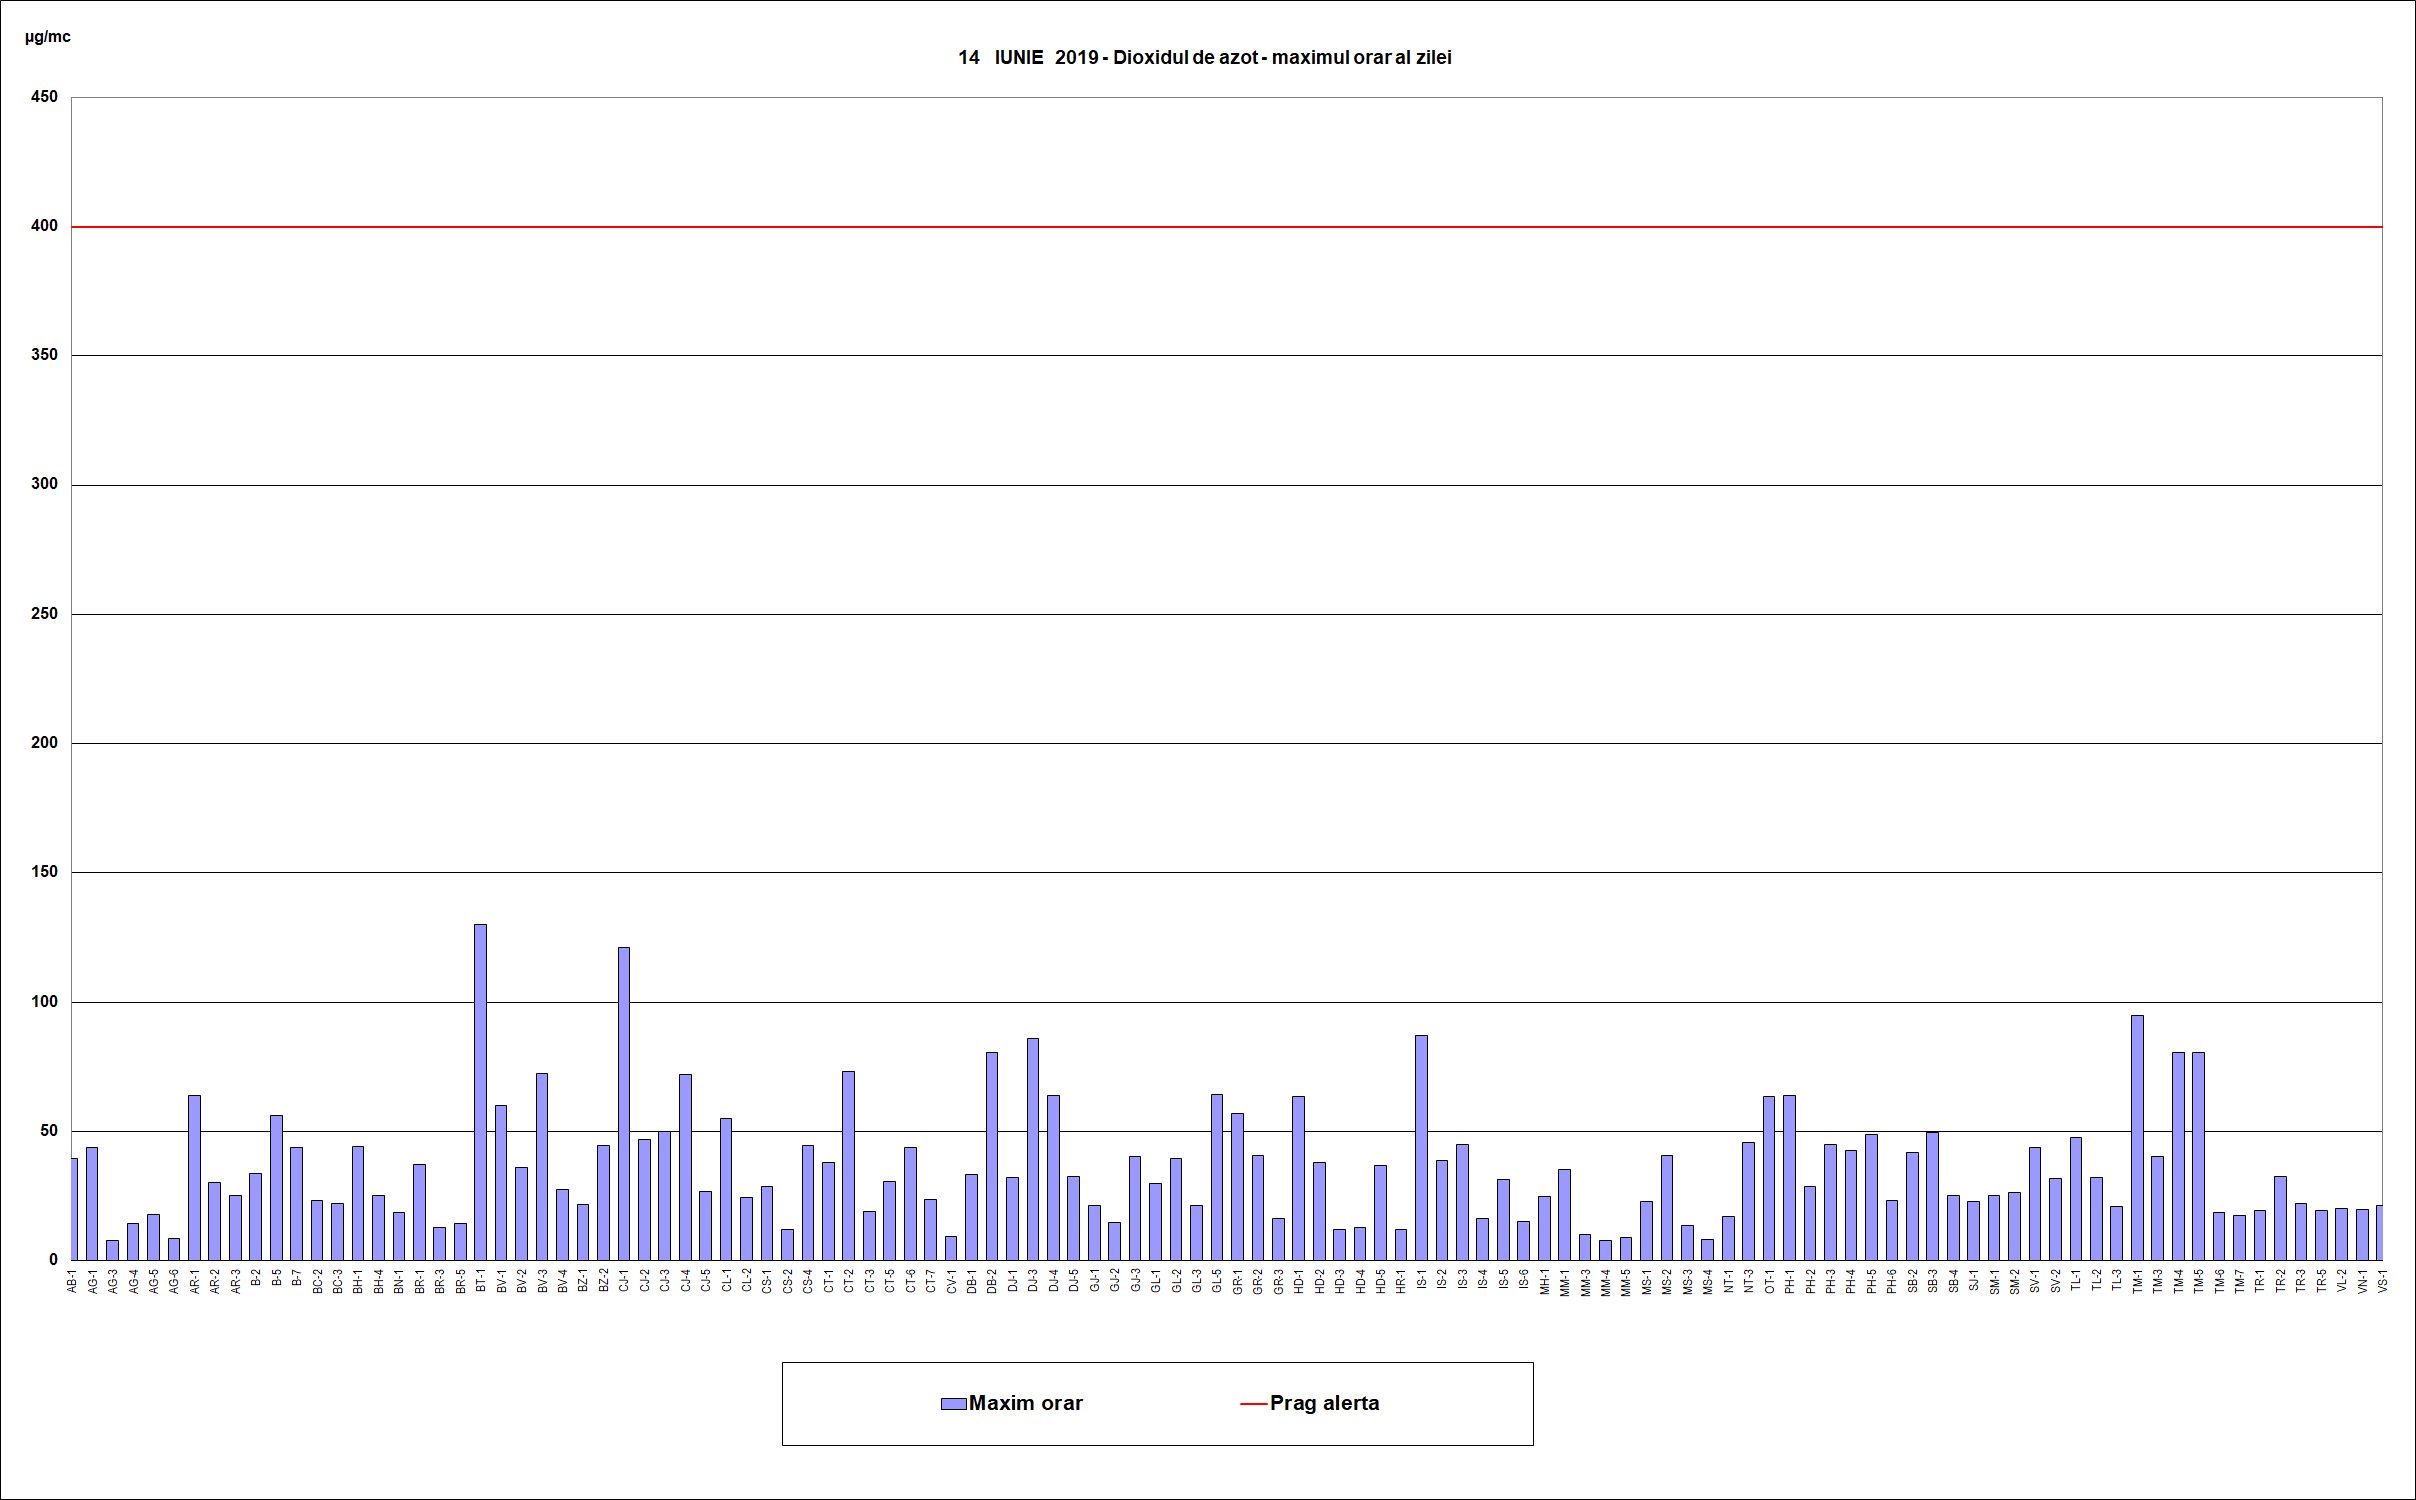 µg/mc
14 IUNIE 2019 - Dioxidul de azot - maximul orar al zilei
450
400
350
300
250
200
150
100
50
0
AB-1 AG-1 AG-3 AG-4 AG-5 AG-6 AR-1 AR-2 AR-3 B-2 B-5 B-7 BC-2 BC-3 BH-1 BH-4 BN-1 BR-1 BR-3 BR-5 BT-1 BV-1 BV-2 BV-3 BV-4 BZ-1 BZ-2 CJ-1 CJ-2 CJ-3 CJ-4 CJ-5 CL-1 CL-2 CS-1 CS-2 CS-4 CT-1 CT-2 CT-3 CT-5 CT-6 CT-7 CV-1 DB-1 DB-2 DJ-1 DJ-3 DJ-4 DJ-5 GJ-1 GJ-2 GJ-3 GL-1 GL-2 GL-3 GL-5 GR-1 GR-2 GR-3 HD-1 HD-2 HD-3 HD-4 HD-5 HR-1 IS-1 IS-2 IS-3 IS-4 IS-5 IS-6 MH-1 MM-1 MM-3 MM-4 MM-5 MS-1 MS-2 MS-3 MS-4 NT-1 NT-3 OT-1 PH-1 PH-2 PH-3 PH-4 PH-5 PH-6 SB-2 SB-3 SB-4 SJ-1 SM-1 SM-2 SV-1 SV-2 TL-1 TL-2 TL-3 TM-1 TM-3 TM-4 TM-5 TM-6 TM-7 TR-1 TR-2 TR-3 TR-5 VL-2 VN-1 VS-1
Maxim orar Prag alerta